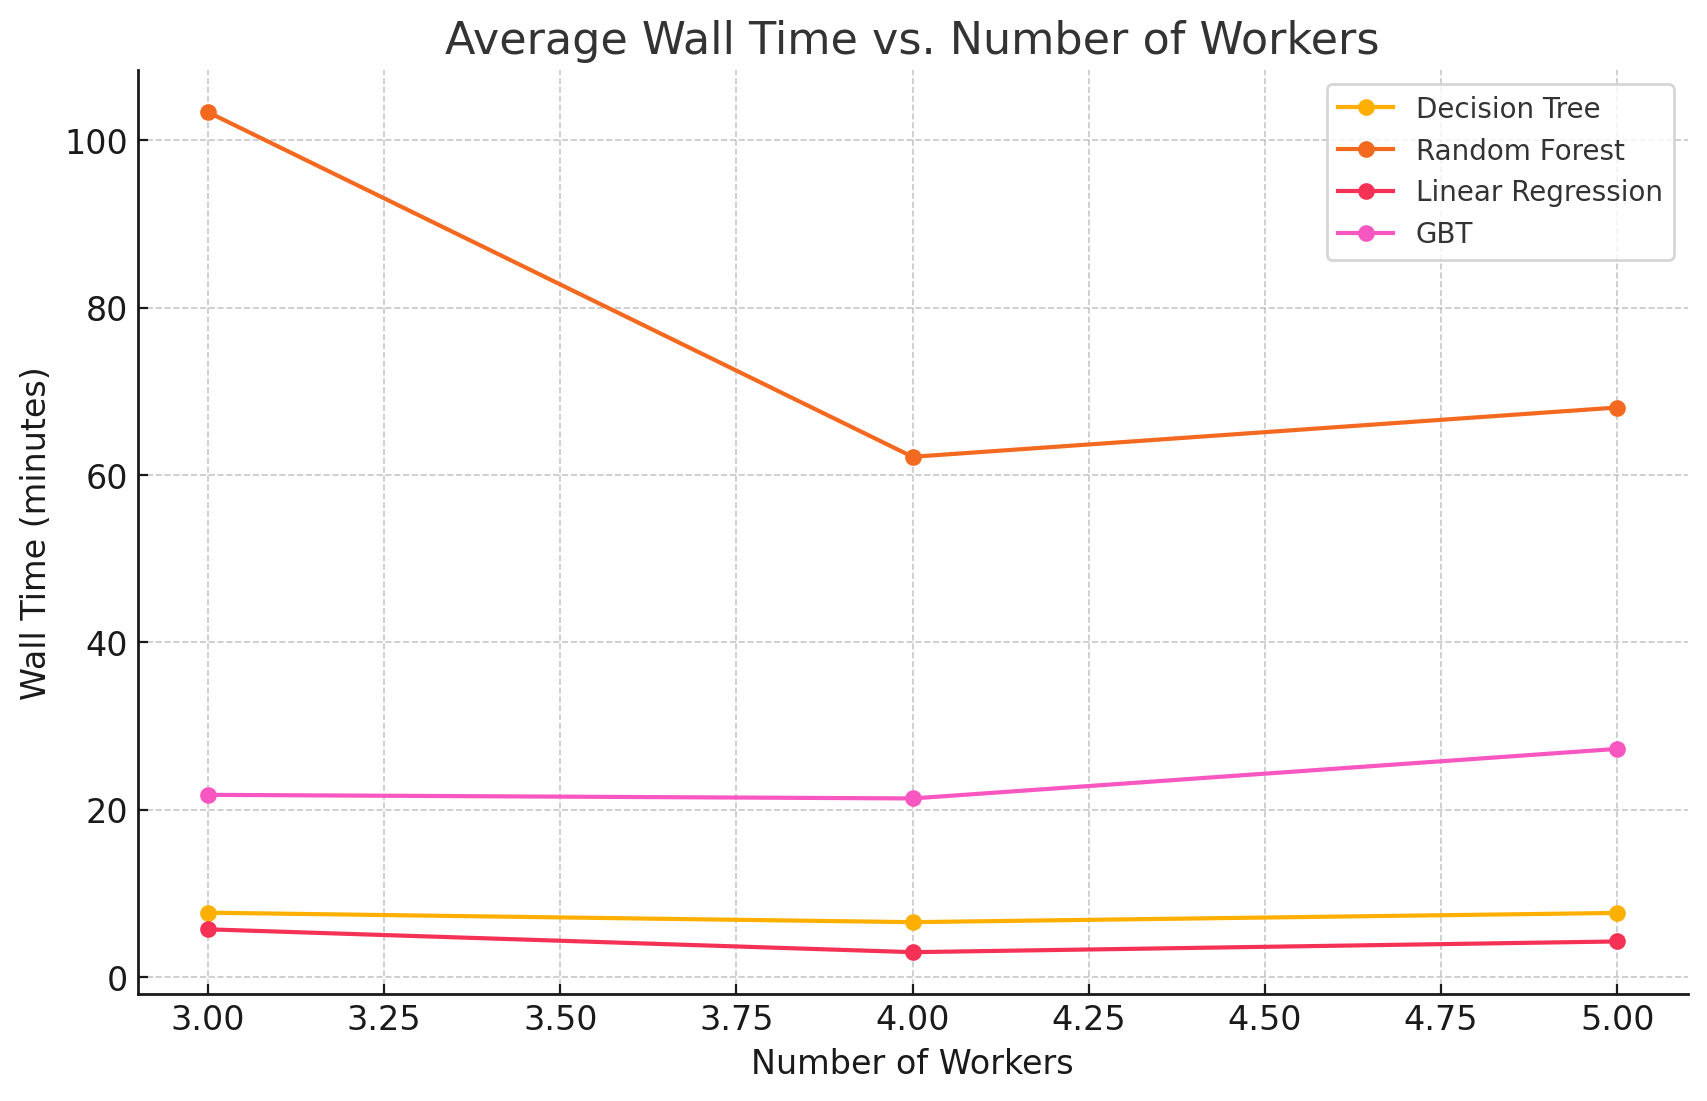 Average Wall Time vs. Number of Workers
Decision Tree
Random Forest
Linear Regression
GBT
Wall Time (minutes)
100
80
60
40
20
0
3.00 3.25 3.50 3.75 4.00 4.25 4.50 4.75 5.00
Number of Workers